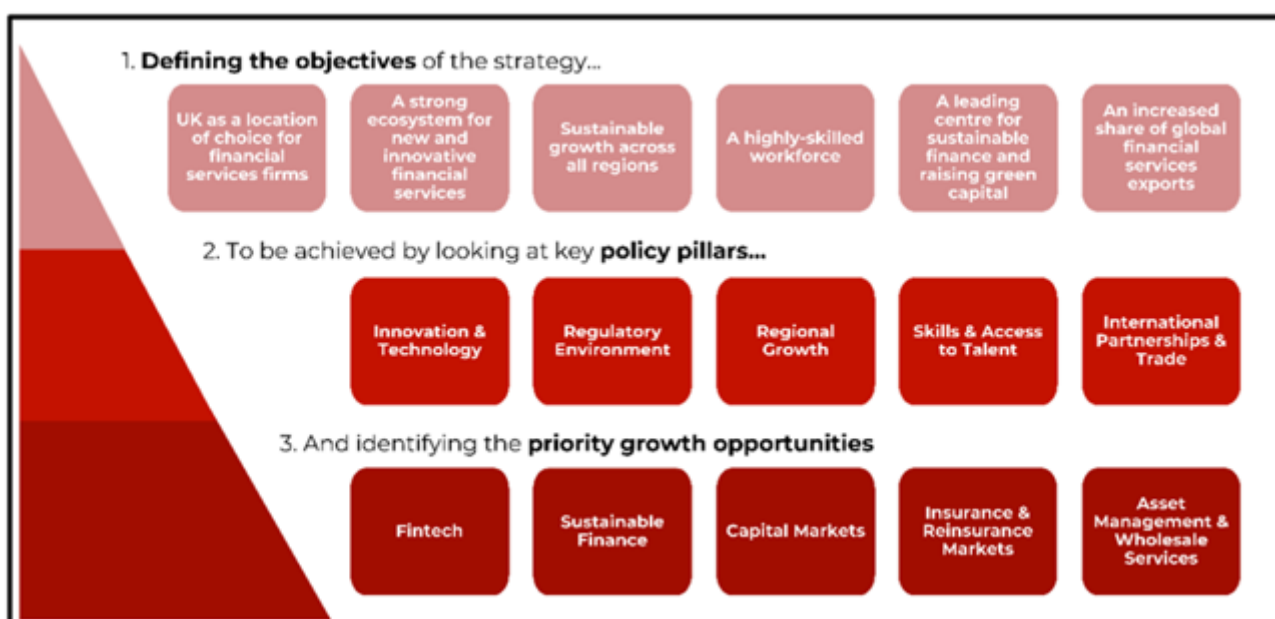 1. Defining the objectives of the strategy...
UK as a location
of choice for
financial
services firms
A strong
ecosystem for
new and
innovative
financial
services
Sustainable
growth across
all regions
A highly-skilled
workforce
A leading
centre for
sustainable
finance and
raising green
capital
An increased
share of global
financial
services
exports
2. To be achieved by looking at key policy pillars...
Innovation &
Technology
Regulatory
Environment
Regional
Growth
Skills & Access
to Talent
International
Partnerships &
Trade
3. And identifying the priority growth opportunities
Fintech
Sustainable
Finance
Capital Markets
Insurance &
Reinsurance
Markets
Asset
Management &
Wholesale
Services